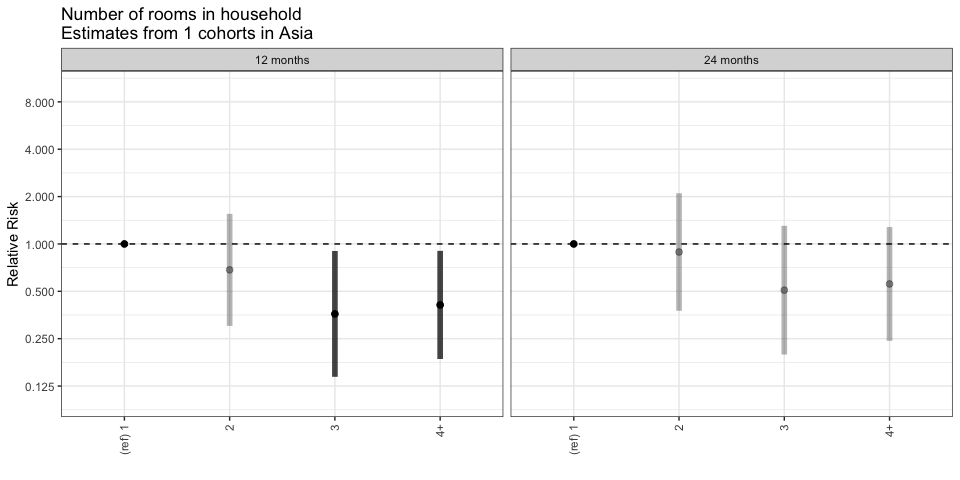 Number of rooms in household
Estimates from 1 cohorts in Asia
12 months
24 months
Relative Risk
8.000
4.000
2.000
1.000
0.500
0.250
0.125
(ref) 1
2
3
4+
(ref) 1
2
3
4+